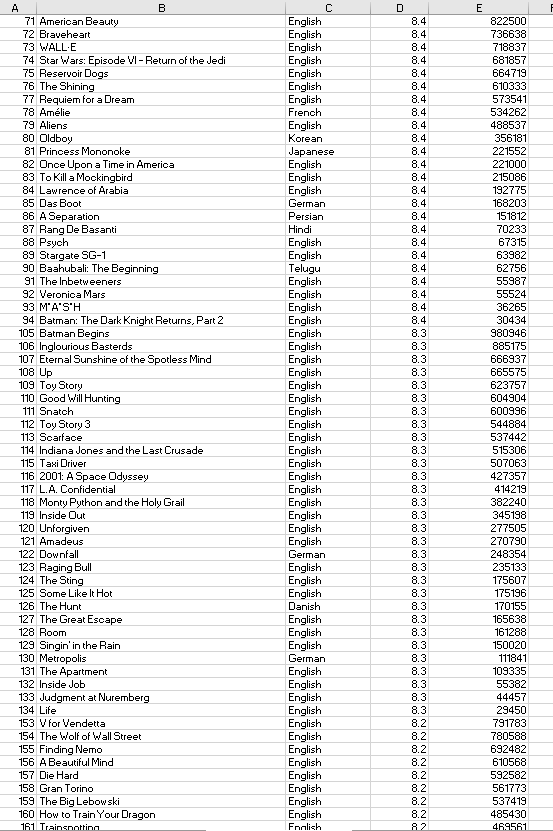 A B C D E F
71 American Beauty English 8.4 822500
72 Braveheart English 8.4 736638
73 WALL·E English 8.4 718837
74 Star Wars: Episode VI - Return of the Jedi English 8.4 681857
75 Reservoir Dogs English 8.4 664719
76 The Shining English 8.4 610333
77 Requiem for a Dream English 8.4 573541
78 Amélie French 8.4 534262
79 Aliens English 8.4 488537
80 Oldboy Korean 8.4 356181
81 Princess Mononoke Japanese 8.4 221552
82 Once Upon a Time in America English 8.4 221000
83 To Kill a Mockingbird English 8.4 215086
84 Lawrence of Arabia English 8.4 192775
85 Das Boot German 8.4 168203
86 A Separation Persian 8.4 151812
87 Rang De Basanti Hindi 8.4 70233
88 Psych English 8.4 67315
89 Stargate SG-1 English 8.4 63982
90 Baahubali: The Beginning Telugu 8.4 62756
91 The Inbetweeners English 8.4 55987
92 Veronica Mars English 8.4 55524
93 M*A*S*H English 8.4 36265
94 Batman: The Dark Knight Returns, Part 2 English 8.4 30434
105 Batman Begins English 8.3 980946
106 Inglourious Basterds English 8.3 885175
107 Eternal Sunshine of the Spotless Mind English 8.3 666937
108 Up English 8.3 665575
109 Toy Story English 8.3 623757
110 Good Will Hunting English 8.3 604904
111 Snatch English 8.3 600996
112 Toy Story 3 English 8.3 544884
113 Scarface English 8.3 537442
114 Indiana Jones and the Last Crusade English 8.3 515306
115 Taxi Driver English 8.3 507063
116 2001: A Space Odyssey English 8.3 427357
117 L.A. Confidential English 8.3 414219
118 Monty Python and the Holy Grail English 8.3 382240
119 Inside Out English 8.3 345198
120 Unforgiven English 8.3 277505
121 Amadeus English 8.3 270790
122 Downfall German 8.3 248354
123 Raging Bull English 8.3 235133
124 The Sting English 8.3 175607
125 Some Like It Hot English 8.3 175196
126 The Hunt Danish 8.3 170155
127 The Great Escape English 8.3 165638
128 Room English 8.3 161288
129 Singin' in the Rain English 8.3 150020
130 Metropolis German 8.3 111841
131 The Apartment English 8.3 109335
132 Inside Job English 8.3 55382
133 Judgment at Nuremberg English 8.3 44457
134 Life English 8.3 29450
153 V for Vendetta English 8.2 791783
154 The Wolf of Wall Street English 8.2 780588
155 Finding Nemo English 8.2 692482
156 A Beautiful Mind English 8.2 610568
157 Die Hard English 8.2 592582
158 Gran Torino English 8.2 561773
159 The Big Lebowski English 8.2 537419
160 How to Train Your Dragon English 8.2 485430
161 Trainspotting English 8.2 469561